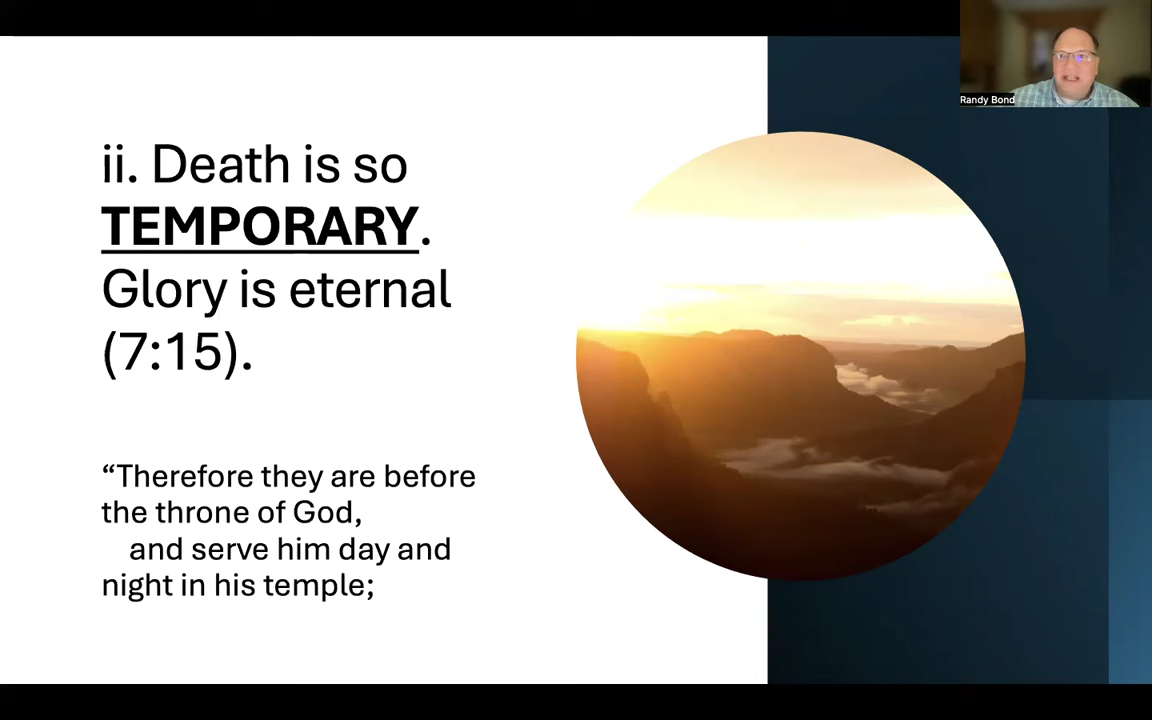 Randy Bond
ii. Death is so
TEMPORARY.
Glory is eternal
(7:15).
“Therefore they are before
the throne of God,
and serve him day and
night in his temple;